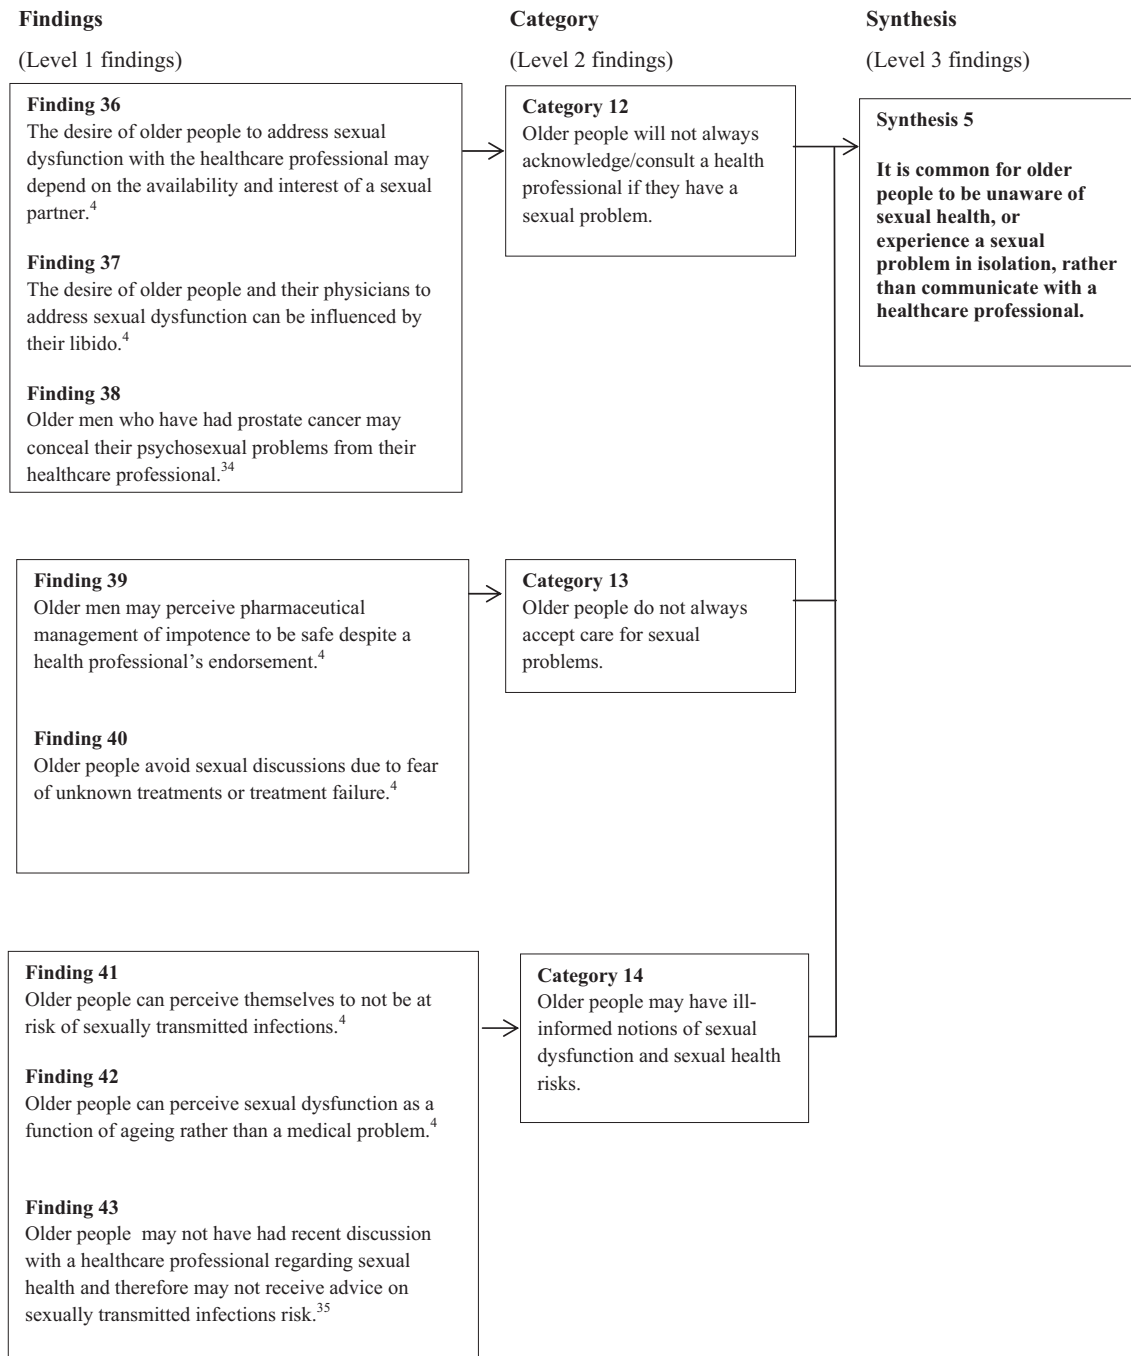 Findings
(Level 1 findings)
Category
(Level 2 findings)
Synthesis
(Level 3 findings)
Finding 36
The desire of older people to address sexual
dysfunction with the healthcare professional may
depend on the availability and interest of a sexual
partner.4
Finding 37
The desire of older people and their physicians to
address sexual dysfunction can be influenced by
their libido.4
Finding 38
Older men who have had prostate cancer may
conceal their psychosexual problems from their
healthcare professional.34
Category 12
Older people will not always
acknowledge/consult a health
professional if they have a
sexual problem.
Synthesis 5
It is common for older
people to be unaware of
sexual health, or
experience a sexual
problem in isolation, rather
than communicate with a
healthcare professional.
Finding 39
Older men may perceive pharmaceutical
management of impotence to be safe despite a
health professional’s endorsement.4
Finding 40
Older people avoid sexual discussions due to fear
of unknown treatments or treatment failure.4
Category 13
Older people do not always
accept care for sexual
problems.
Finding 41
Older people can perceive themselves to not be at
risk of sexually transmitted infections.4
Finding 42
Older people can perceive sexual dysfunction as a
function of ageing rather than a medical problem.4
Finding 43
Older people may not have had recent discussion
with a healthcare professional regarding sexual
health and therefore may not receive advice on
sexually transmitted infections risk.35
Category 14
Older people may have ill-
informed notions of sexual
dysfunction and sexual health
risks.